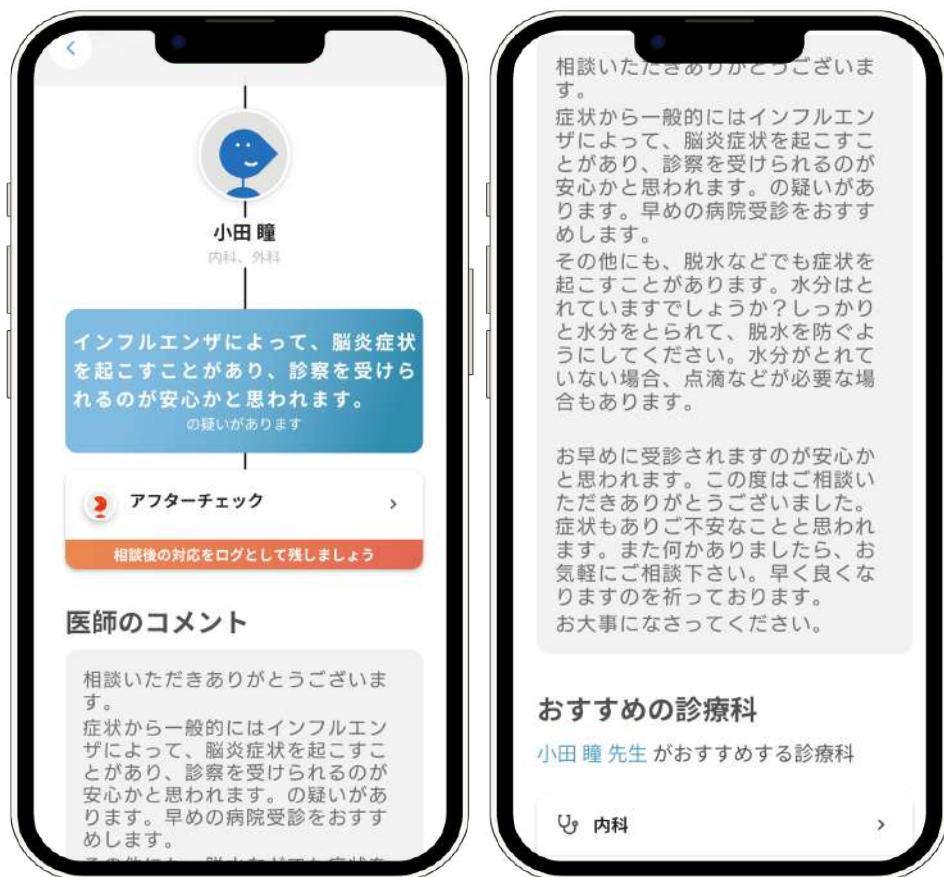 小田 瞳
内科、外科
インフルエンザによって、脳炎症状
を起こすことがあり、診察を受けら
れるのが安心かと思われます。
の疑いがあります
アフターチェック
相談後の対応をログとして残しましょう
医師のコメント
相談いただきありがとうございま
す。
症状から一般的にはインフルエン
ザによって、脳炎症状を起こすこ
とがあり、診察を受けられるのが
安心かと思われます。の疑いがあ
ります。早めの病院受診をおすす
めします。
その他にも、脱水などでも症状を
相談いただきありがとうございま
す。
症状から一般的にはインフルエン
ザによって、脳炎症状を起こすこ
とがあり、診察を受けられるのが
安心かと思われます。の疑いがあ
ります。早めの病院受診をおすす
めします。
その他にも、脱水などでも症状を
起こすことがあります。水分はと
れていますでしょうか？しっかり
と水分をとられて、脱水を防ぐよ
うにしてください。水分がとれて
いない場合、点滴などが必要な場
合もあります。
お早めに受診されますのが安心か
と思われます。この度はご相談い
ただきありがとうございました。
症状もありご不安なことと思われ
ます。また何かありましたら、お
気軽にご相談下さい。早く良くな
りますのを祈っております。
お大事になさってください。
おすすめの診療科
小田 瞳 先生 がおすすめする診療科
内科